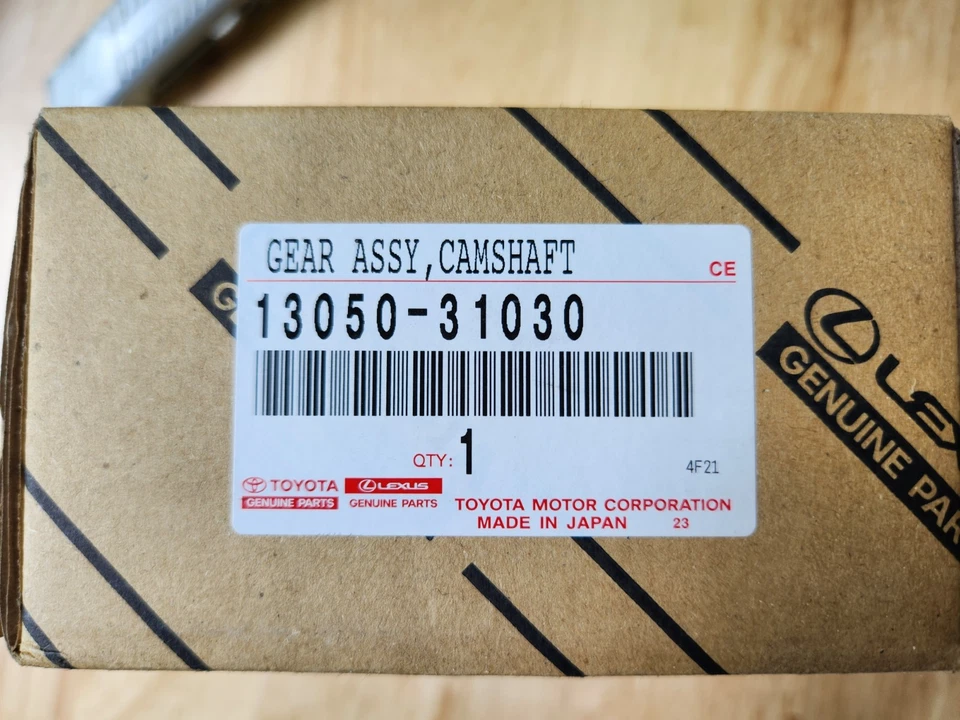 GEAR ASSY,CAMSHAFT
CE
13050-31030
QTY: 1
4F21
TOYOTA
GENUINE PARTS
LEXUS
GENUINE PARTS
TOYOTA MOTOR CORPORATION
MADE IN JAPAN 23
LEX
GENUINE PAR
G